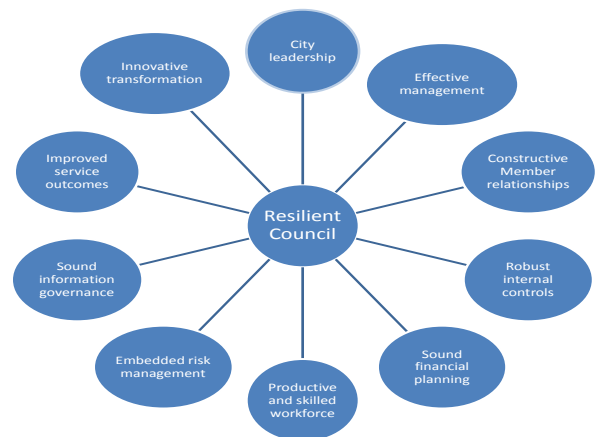 City
leadership
Effective
management
Constructive
Member
relationships
Robust
internal
controls
Sound
financial
planning
Productive
and skilled
workforce
Embedded risk
management
Sound
information
governance
Improved
service
outcomes
Innovative
transformation
Resilient
Council